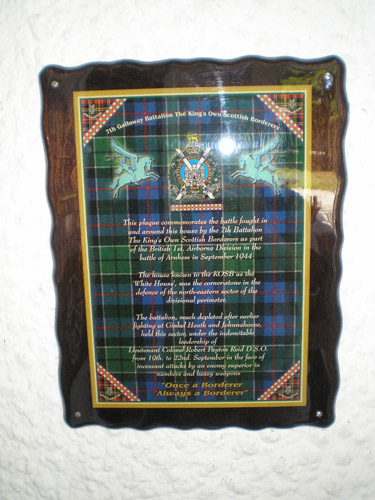 7th Galloway Battalion The King's Own Scottish Borderers
This plaque commemorates the battle fought in
and around this house by the 7th Battalion
The King's Own Scottish Borderers as part
of the British 1st. Airborne Division in the
battle of Arnhem in September 1944
The house known to the KOSB as the
'White House', was the cornerstone in the
defence of the north-eastern sector of the
divisional perimeter.
The battalion, much depleted after earlier
fighting at Ginkel Heath and Johnnahoeve,
held this sector, under the indomitable
leadership of
Lieutenant Colonel Robert Payton Reid D.S.O.
from 19th. to 22nd. September in the face of
incessant attacks by an enemy superior in
numbers and heavy weapons
"Once a Borderer
'Always a Borderer"